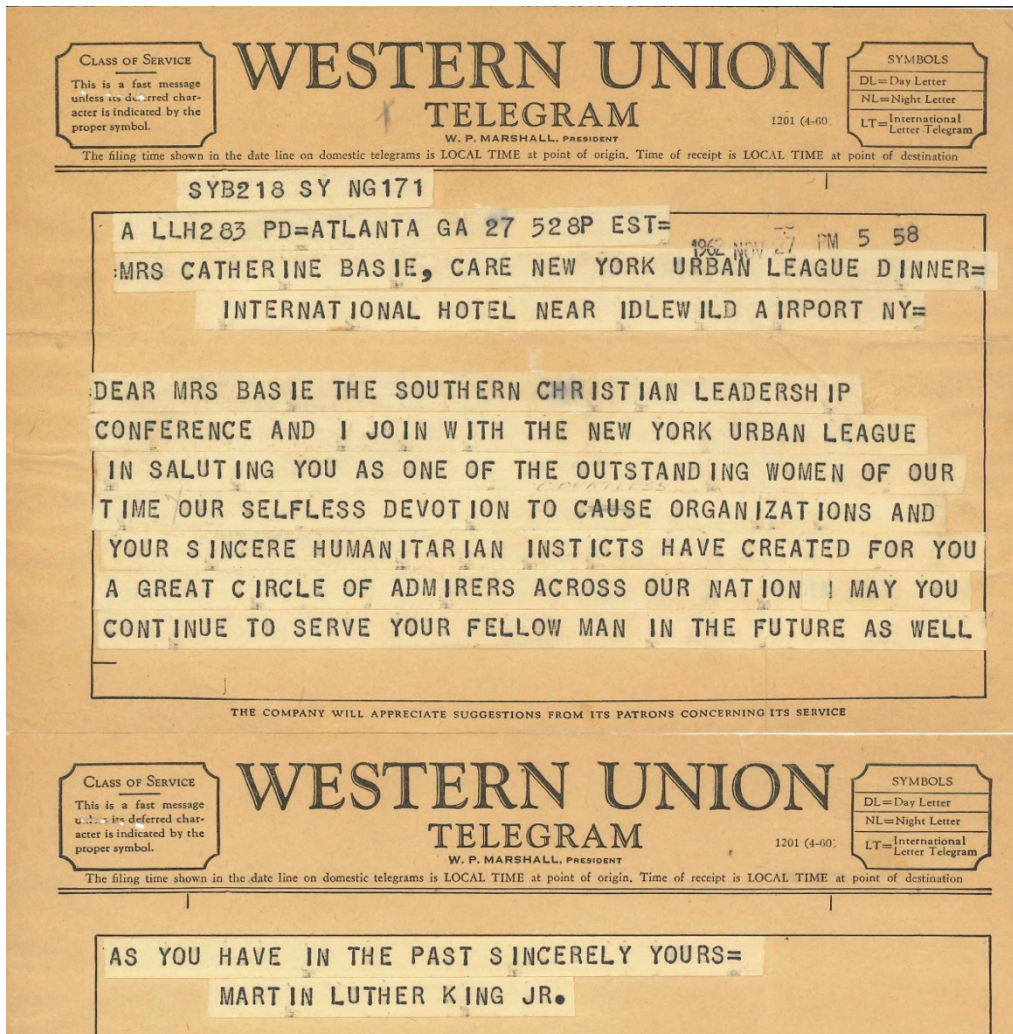 CLASS OF SERVICE
This is a fast message
unless its deferred char-
acter is indicated by the
proper symbol.
WESTERN UNION
TELEGRAM
W. P. MARSHALL, PRESIDENT
1201 (4-60)
SYMBOLS
DL=Day Letter
NL=Night Letter
LT=International Letter Telegram
The filing time shown in the date line on domestic telegrams is LOCAL TIME at point of origin. Time of receipt is LOCAL TIME at point of destination
SYB218 SY NG171
A LLH283 PD=ATLANTA GA 27 528P EST=
1962 NOV 27 PM 5 58
:MRS CATHERINE BASIE, CARE NEW YORK URBAN LEAGUE DINNER=
INTERNATIONAL HOTEL NEAR IDLEWILD AIRPORT NY=
:DEAR MRS BASIE THE SOUTHERN CHRISTIAN LEADERSHIP
CONFERENCE AND I JOIN WITH THE NEW YORK URBAN LEAGUE
IN SALUTING YOU AS ONE OF THE OUTSTANDING WOMEN OF OUR
TIME OUR SELFLESS DEVOTION TO CAUSE ORGANIZATIONS AND
YOUR SINCERE HUMANITARIAN INSTICTS HAVE CREATED FOR YOU
A GREAT CIRCLE OF ADMIRERS ACROSS OUR NATION I MAY YOU
CONTINUE TO SERVE YOUR FELLOW MAN IN THE FUTURE AS WELL
THE COMPANY WILL APPRECIATE SUGGESTIONS FROM ITS PATRONS CONCERNING ITS SERVICE
CLASS OF SERVICE
This is a fast message
unless its deferred char-
acter is indicated by the
proper symbol.
WESTERN UNION
TELEGRAM
W. P. MARSHALL, PRESIDENT
1201 (4-60)
SYMBOLS
DL=Day Letter
NL=Night Letter
LT=International Letter Telegram
The filing time shown in the date line on domestic telegrams is LOCAL TIME at point of origin. Time of receipt is LOCAL TIME at point of destination
AS YOU HAVE IN THE PAST SINCERELY YOURS=
MARTIN LUTHER KING JR.